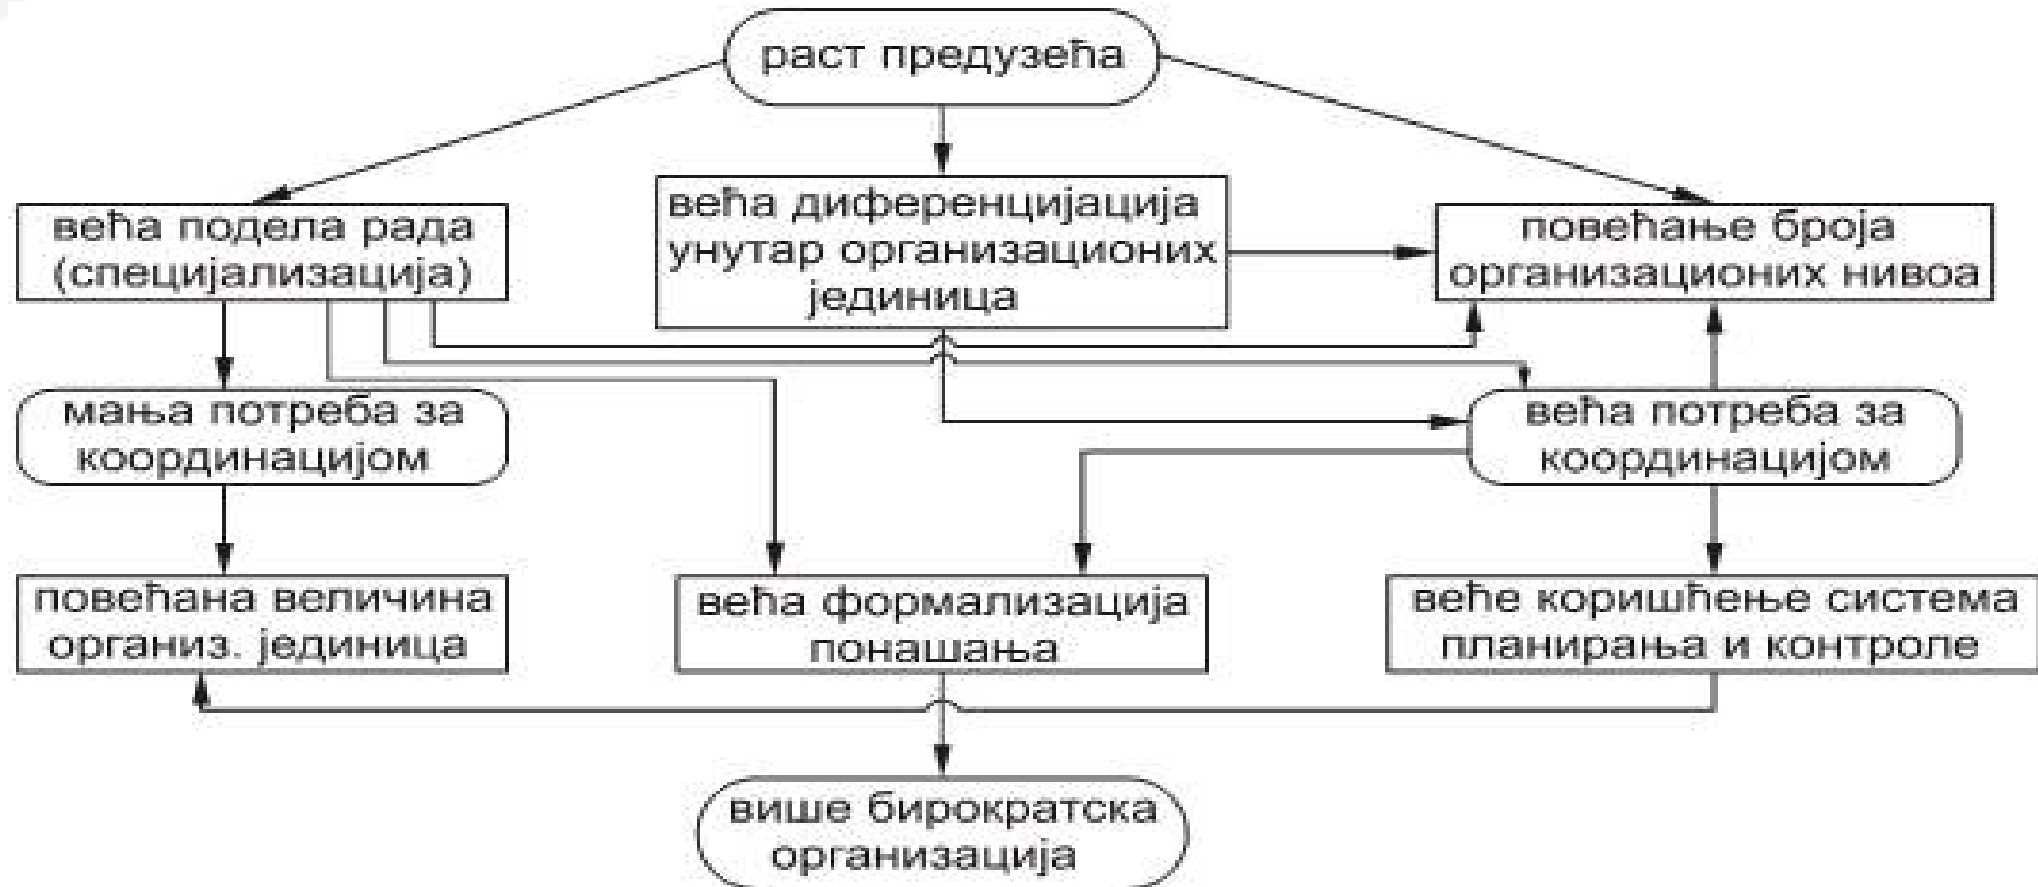 раст предузећа
већа подела рада
(специјализација)
већа диференцијација
унутар организационих
јединица
повећање броја
организационих нивоа
мања потреба за
координацијом
већа потреба за
координацијом
повећана величина
организ. јединица
већа формализација
понашања
веће коришћење система
планирања и контроле
више бирократска
организација